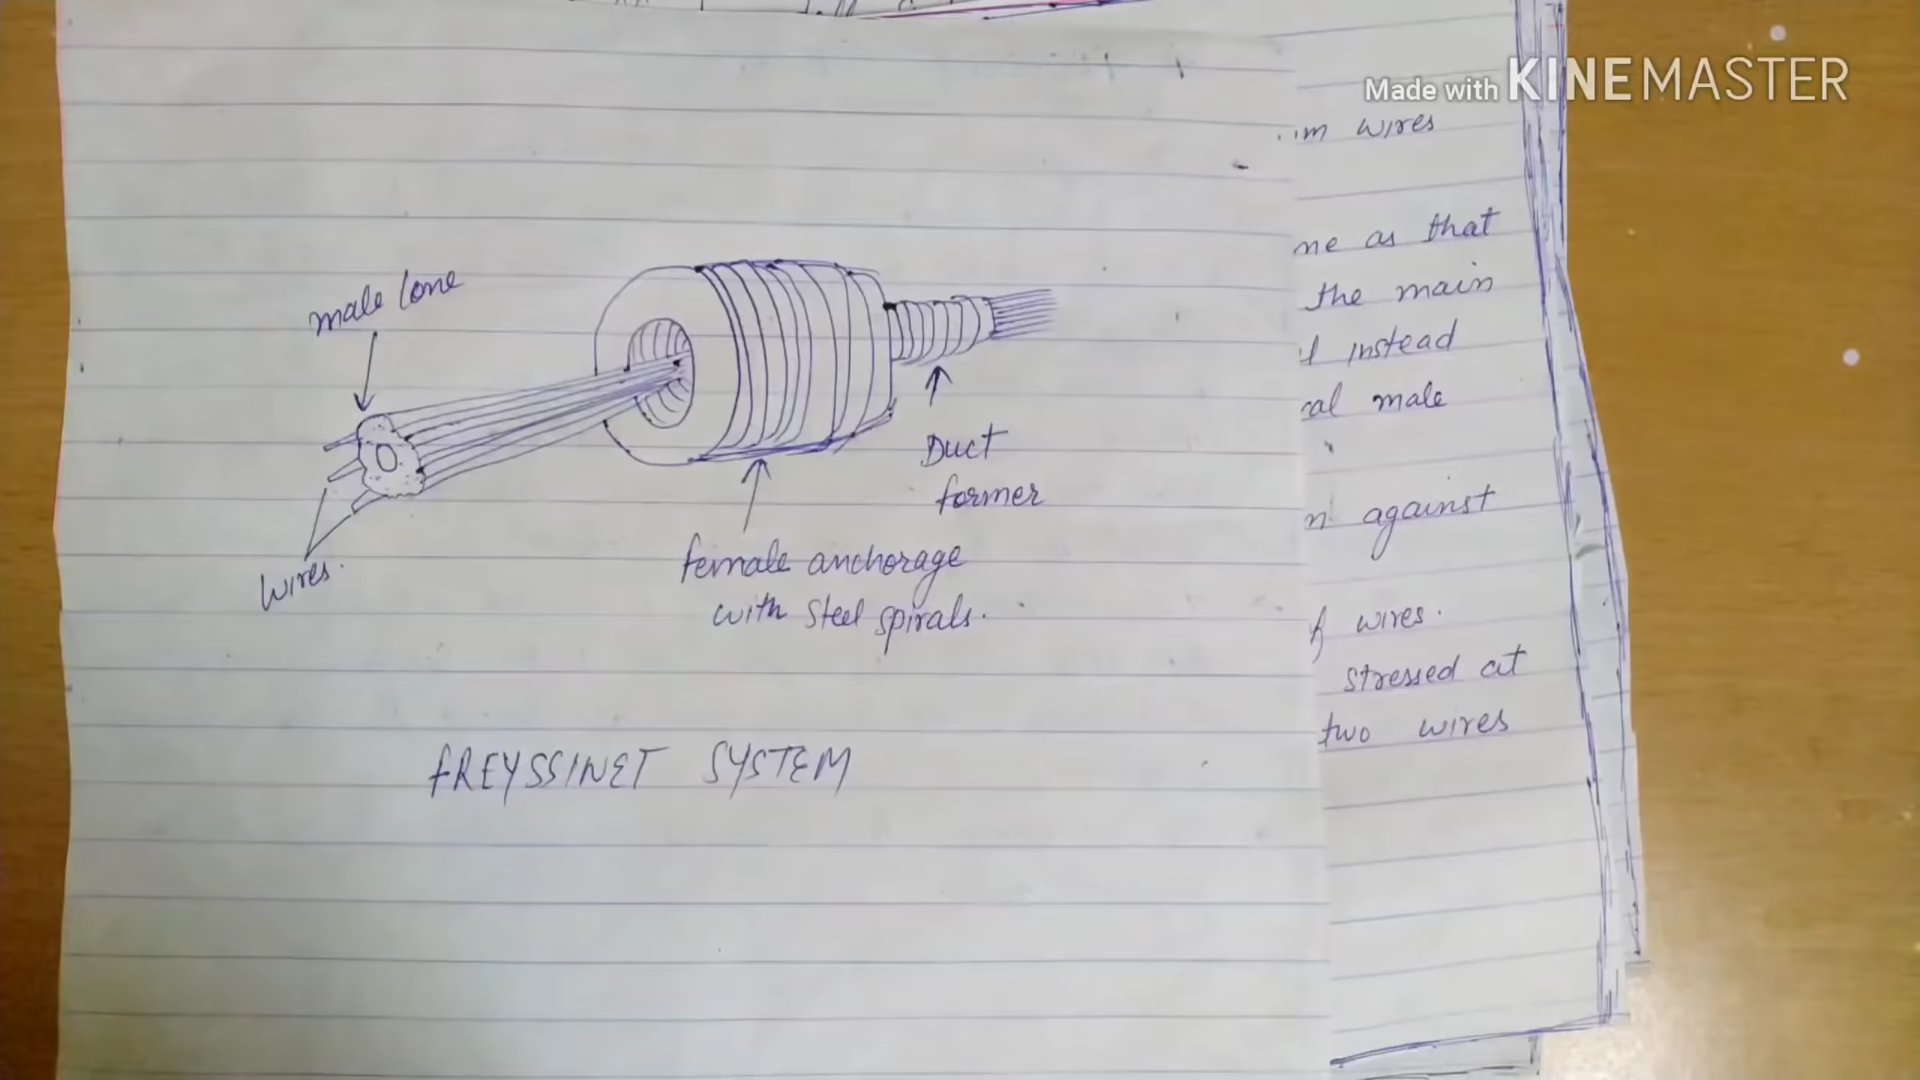 Made with KINEMASTER
male Cone
wires.
female anchorage
with Steel spirals.
Duct
former
FREYSSINET SYSTEM
wires
as that
the main
instead
male
against
wires.
stressed at
two wires